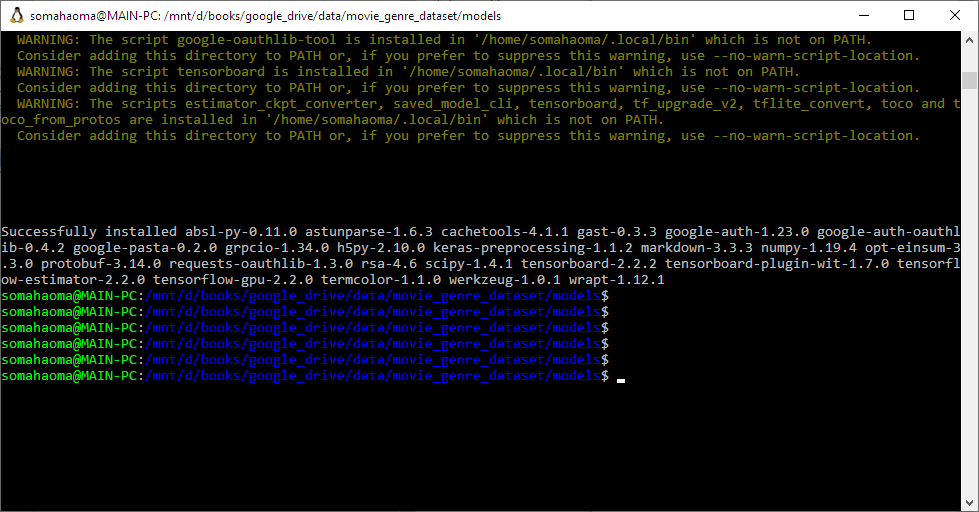 somahaoma@MAIN-PC: /mnt/d/books/google_drive/data/movie_genre_dataset/models
WARNING: The script google-oauthlib-tool is installed in '/home/somahaoma/.local/bin' which is not on PATH.
Consider adding this directory to PATH or, if you prefer to suppress this warning, use --no-warn-script-location.
WARNING: The script tensorboard is installed in '/home/somahaoma/.local/bin' which is not on PATH.
Consider adding this directory to PATH or, if you prefer to suppress this warning, use --no-warn-script-location.
WARNING: The scripts estimator_ckpt_converter, saved_model_cli, tensorboard, tf_upgrade_v2, tflite_convert, toco and t
oco_from_protos are installed in '/home/somahaoma/.local/bin' which is not on PATH.
Consider adding this directory to PATH or, if you prefer to suppress this warning, use --no-warn-script-location.
Successfully installed absl-py-0.11.0 astunparse-1.6.3 cachetools-4.1.1 gast-0.3.3 google-auth-1.23.0 google-auth-oauthl
ib-0.4.2 google-pasta-0.2.0 grpcio-1.34.0 h5py-2.10.0 keras-preprocessing-1.1.2 markdown-3.3.3 numpy-1.19.4 opt-einsum-3
.3.0 protobuf-3.14.0 requests-oauthlib-1.3.0 rsa-4.6 scipy-1.4.1 tensorboard-2.2.2 tensorboard-plugin-wit-1.7.0 tensorfl
ow-estimator-2.2.0 tensorflow-gpu-2.2.0 termcolor-1.1.0 werkzeug-1.0.1 wrapt-1.12.1
somahaoma@MAIN-PC:/mnt/d/books/google_drive/data/movie_genre_dataset/models$
somahaoma@MAIN-PC:/mnt/d/books/google_drive/data/movie_genre_dataset/models$
somahaoma@MAIN-PC:/mnt/d/books/google_drive/data/movie_genre_dataset/models$
somahaoma@MAIN-PC:/mnt/d/books/google_drive/data/movie_genre_dataset/models$
somahaoma@MAIN-PC:/mnt/d/books/google_drive/data/movie_genre_dataset/models$
somahaoma@MAIN-PC:/mnt/d/books/google_drive/data/movie_genre_dataset/models$